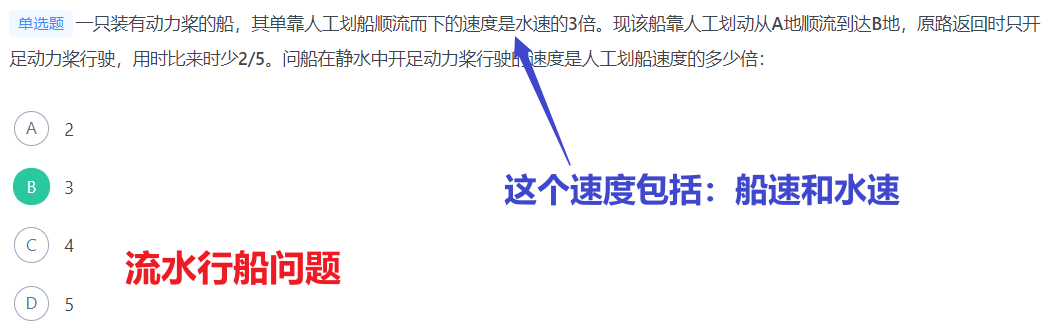 单选题 一只装有动力桨的船，其单靠人工划船顺流而下的速度是水速的3倍。现该船靠人工划动从A地顺流到达B地，原路返回时只开
足动力桨行驶，用时比来时少2/5。问船在静水中开足动力桨行驶的速度是人工划船速度的多少倍：
A 2
这个速度包括：船速和水速
B 3
C 4
流水行船问题
D 5